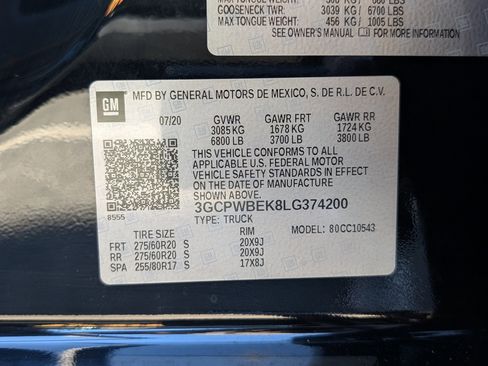 COOSENECK TWR: 3039 KG 6700 LBS
MAX TONGUE WEIGHT: 456 KG / 1005 LBS
SEE OWNER'S MANUAL FOR MORE INFORMATION
GM
MFD BY GENERAL MOTORS DE MEXICO, S. DE R.L. DE C.V.
07/20 GVWR GAWR FRT GAWR RR
3085 KG 1678 KG 1724 KG
6800 LB 3700 LB 3800 LB
THIS VEHICLE CONFORMS TO ALL
APPLICABLE U.S. FEDERAL MOTOR
VEHICLE SAFETY STANDARDS IN EFFECT
ON THE DATE OF MANUFACTURE
SHOWN ABOVE.
3GCPWBEK8LG374200
8555 TYPE: TRUCK
TIRE SIZE RIM 80CC10543
FRT 275/60R20 S 20X9J
RR 275/60R20 S 20X9J
SPA 255/80R17 S 17X8J